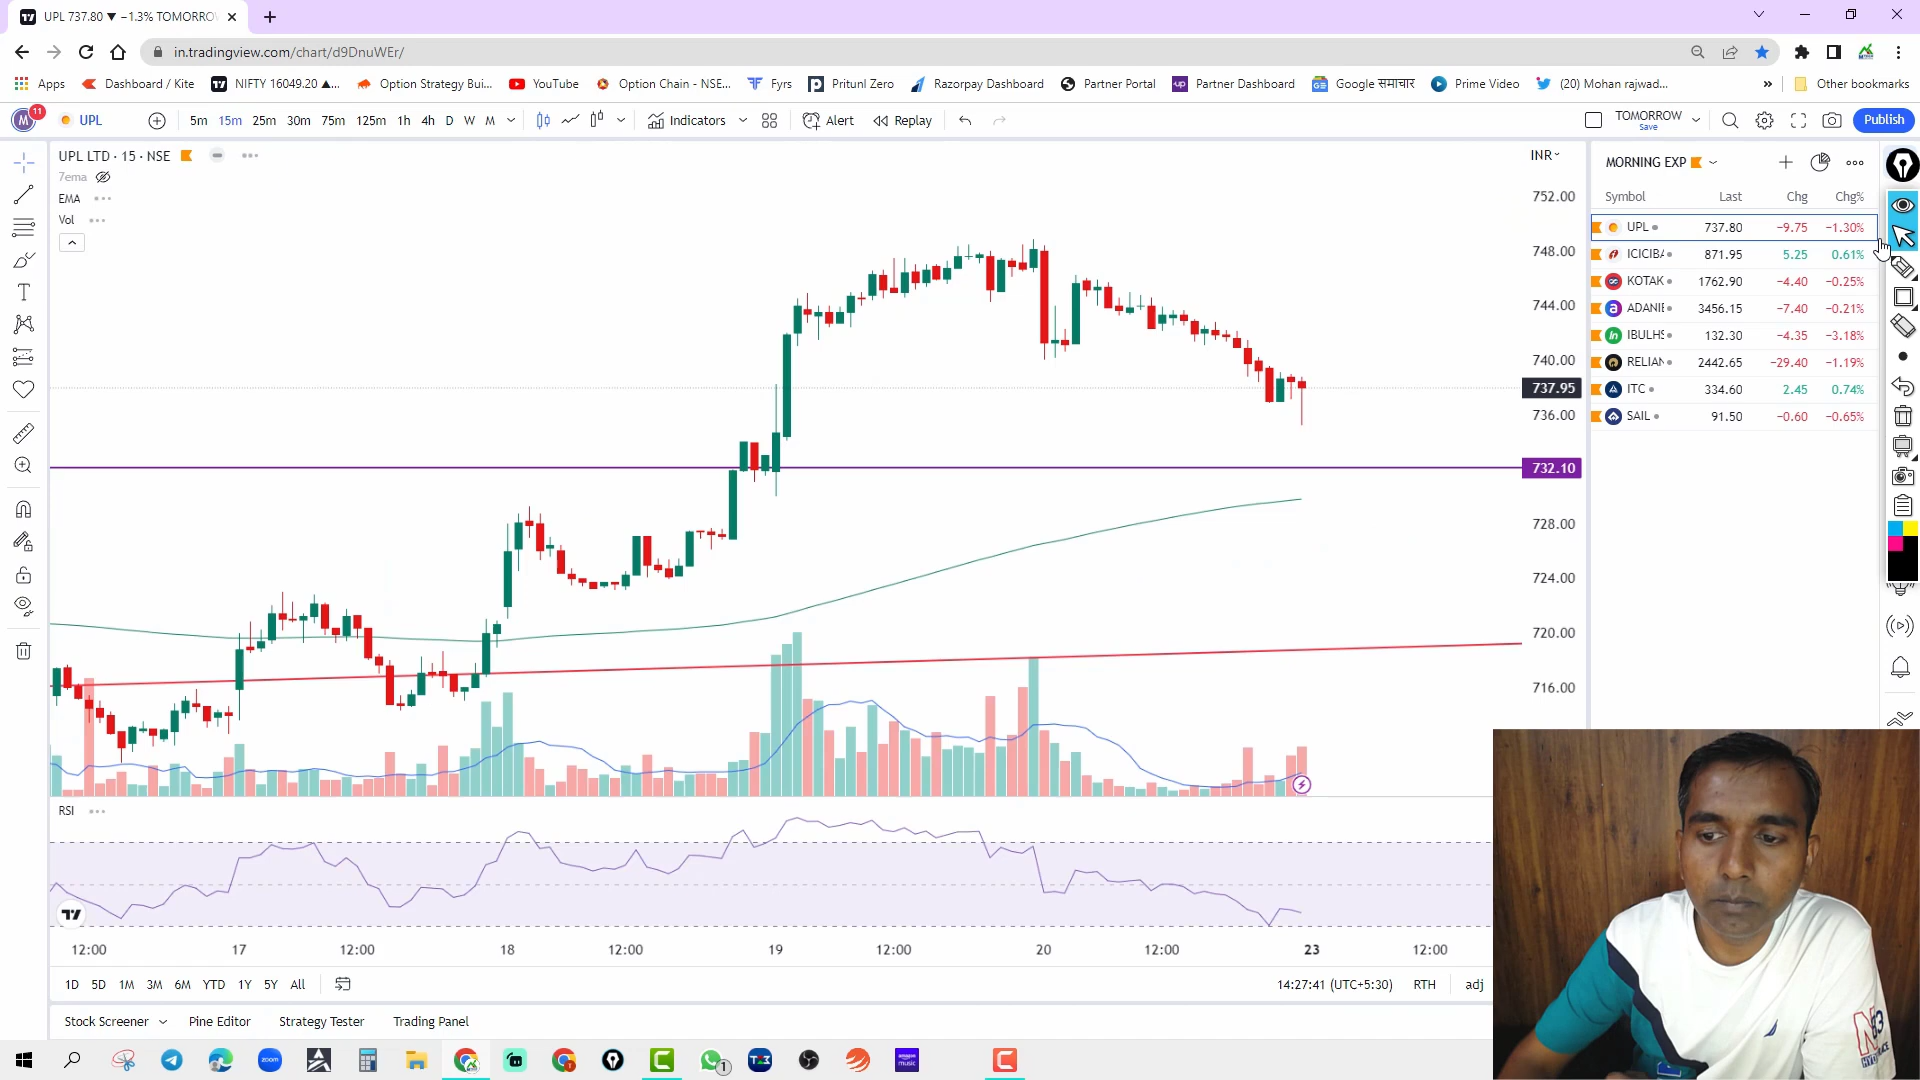 UPL 737.80 ▼ −1.3% TOMORRO
in.tradingview.com/chart/d9DnuWEr/
Apps
Dashboard / Kite
NIFTY 16049.20 ▲...
Option Strategy Bui...
YouTube
Option Chain - NSE...
Fyrs
Pritunl Zero
Razorpay Dashboard
Partner Portal
Partner Dashboard
Google समाचार
Prime Video
(20) Mohan rajwad...
»
Other bookmarks
M 11
UPL
5m 15m 25m 30m 75m 125m 1h 4h D W M
Indicators
Alert
Replay
TOMORROW
Save
Publish
UPL LTD · 15 · NSE
7ema
EMA
Vol
INR
752.00
748.00
744.00
740.00
737.95
736.00
732.10
728.00
724.00
720.00
716.00
MORNING EXP
Symbol Last Chg Chg%
UPL 737.80 −9.75 −1.30%
ICICIBA 871.95 5.25 0.61%
KOTAK 1762.90 −4.40 −0.25%
ADANIE 3456.15 −7.40 −0.21%
IBULHS 132.30 −4.35 −3.18%
RELIAN 2442.65 −29.40 −1.19%
ITC 334.60 2.45 0.74%
SAIL 91.50 −0.60 −0.65%
RSI
12:00 17 12:00 18 12:00 19 12:00 20 12:00 23 12:00
1D 5D 1M 3M 6M YTD 1Y 5Y All
14:27:41 (UTC+5:30) RTH adj
Stock Screener
Pine Editor
Strategy Tester
Trading Panel
zoom
1
amazon music